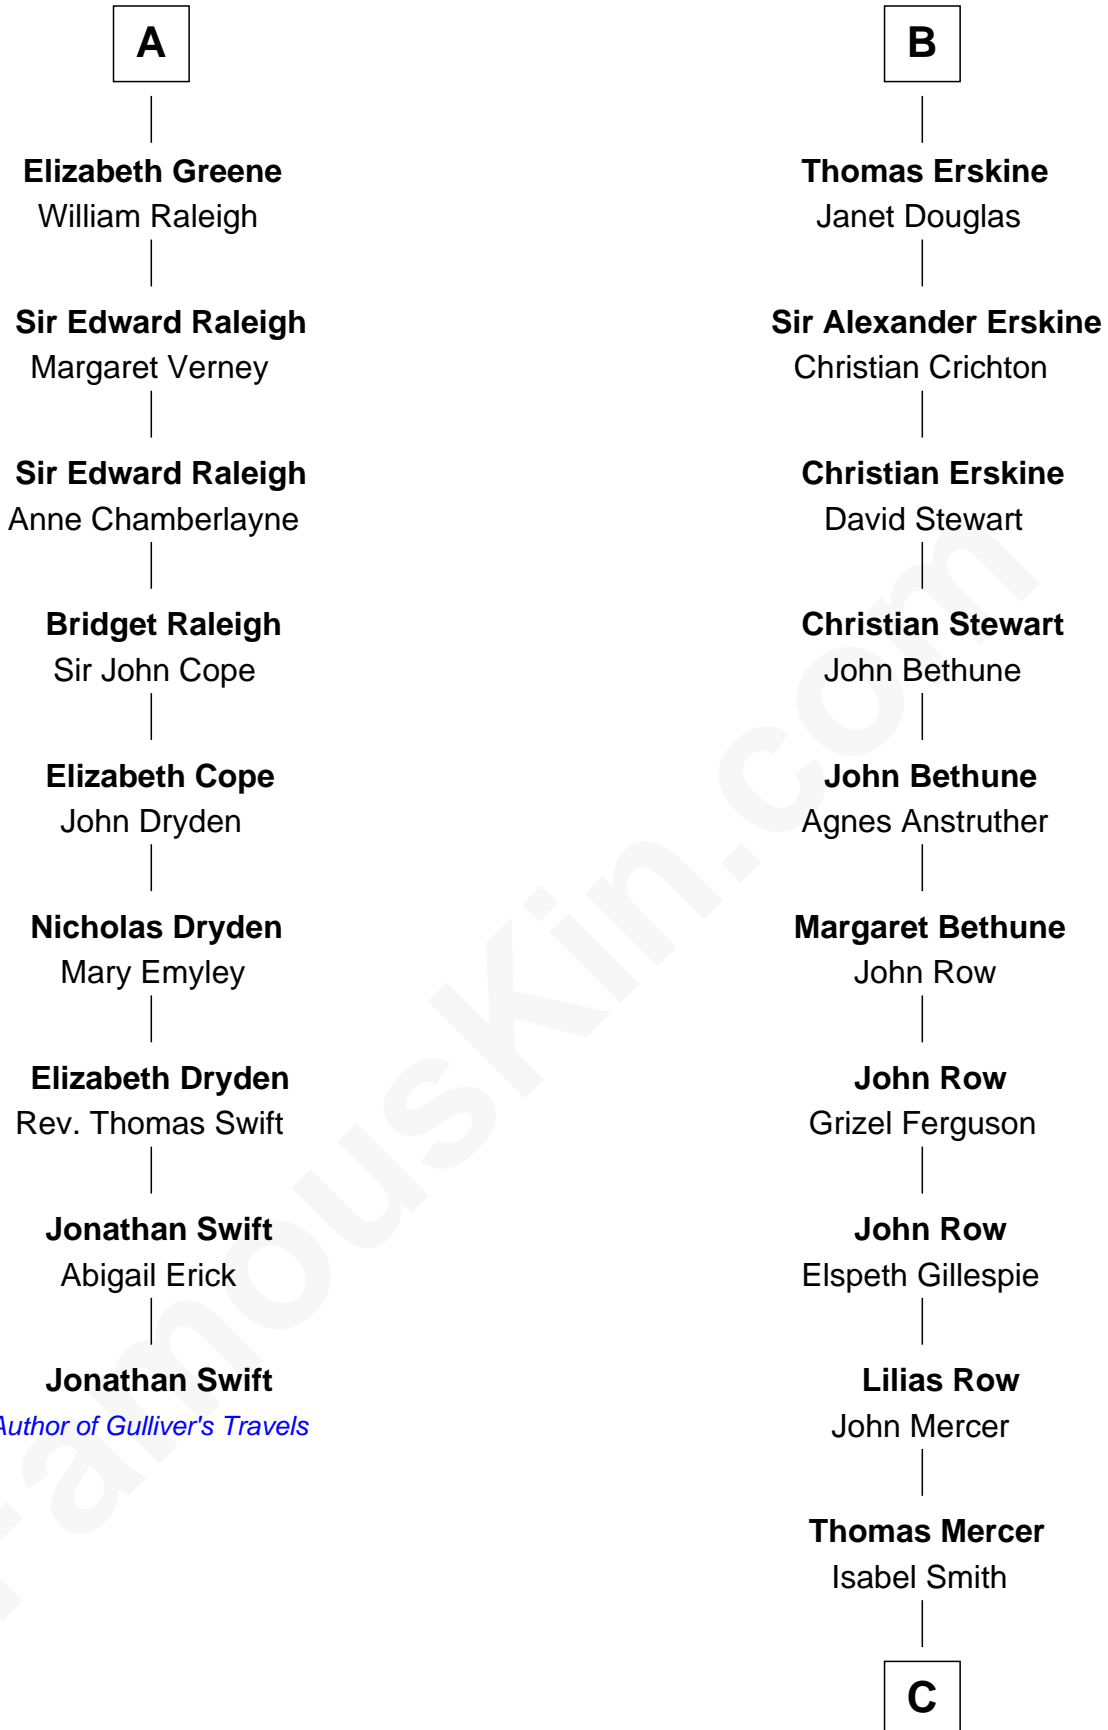 A
Elizabeth Greene
William Raleigh
Sir Edward Raleigh
Margaret Verney
Sir Edward Raleigh
Anne Chamberlayne
Bridget Raleigh
Sir John Cope
Elizabeth Cope
John Dryden
Nicholas Dryden
Mary Emyley
Elizabeth Dryden
Rev. Thomas Swift
Jonathan Swift
Abigail Erick
Jonathan Swift
Author of Gulliver's Travels
B
Thomas Erskine
Janet Douglas
Sir Alexander Erskine
Christian Crichton
Christian Erskine
David Stewart
Christian Stewart
John Bethune
John Bethune
Agnes Anstruther
Margaret Bethune
John Row
John Row
Grizel Ferguson
John Row
Elspeth Gillespie
Lilias Row
John Mercer
Thomas Mercer
Isabel Smith
C
FamousKin.com